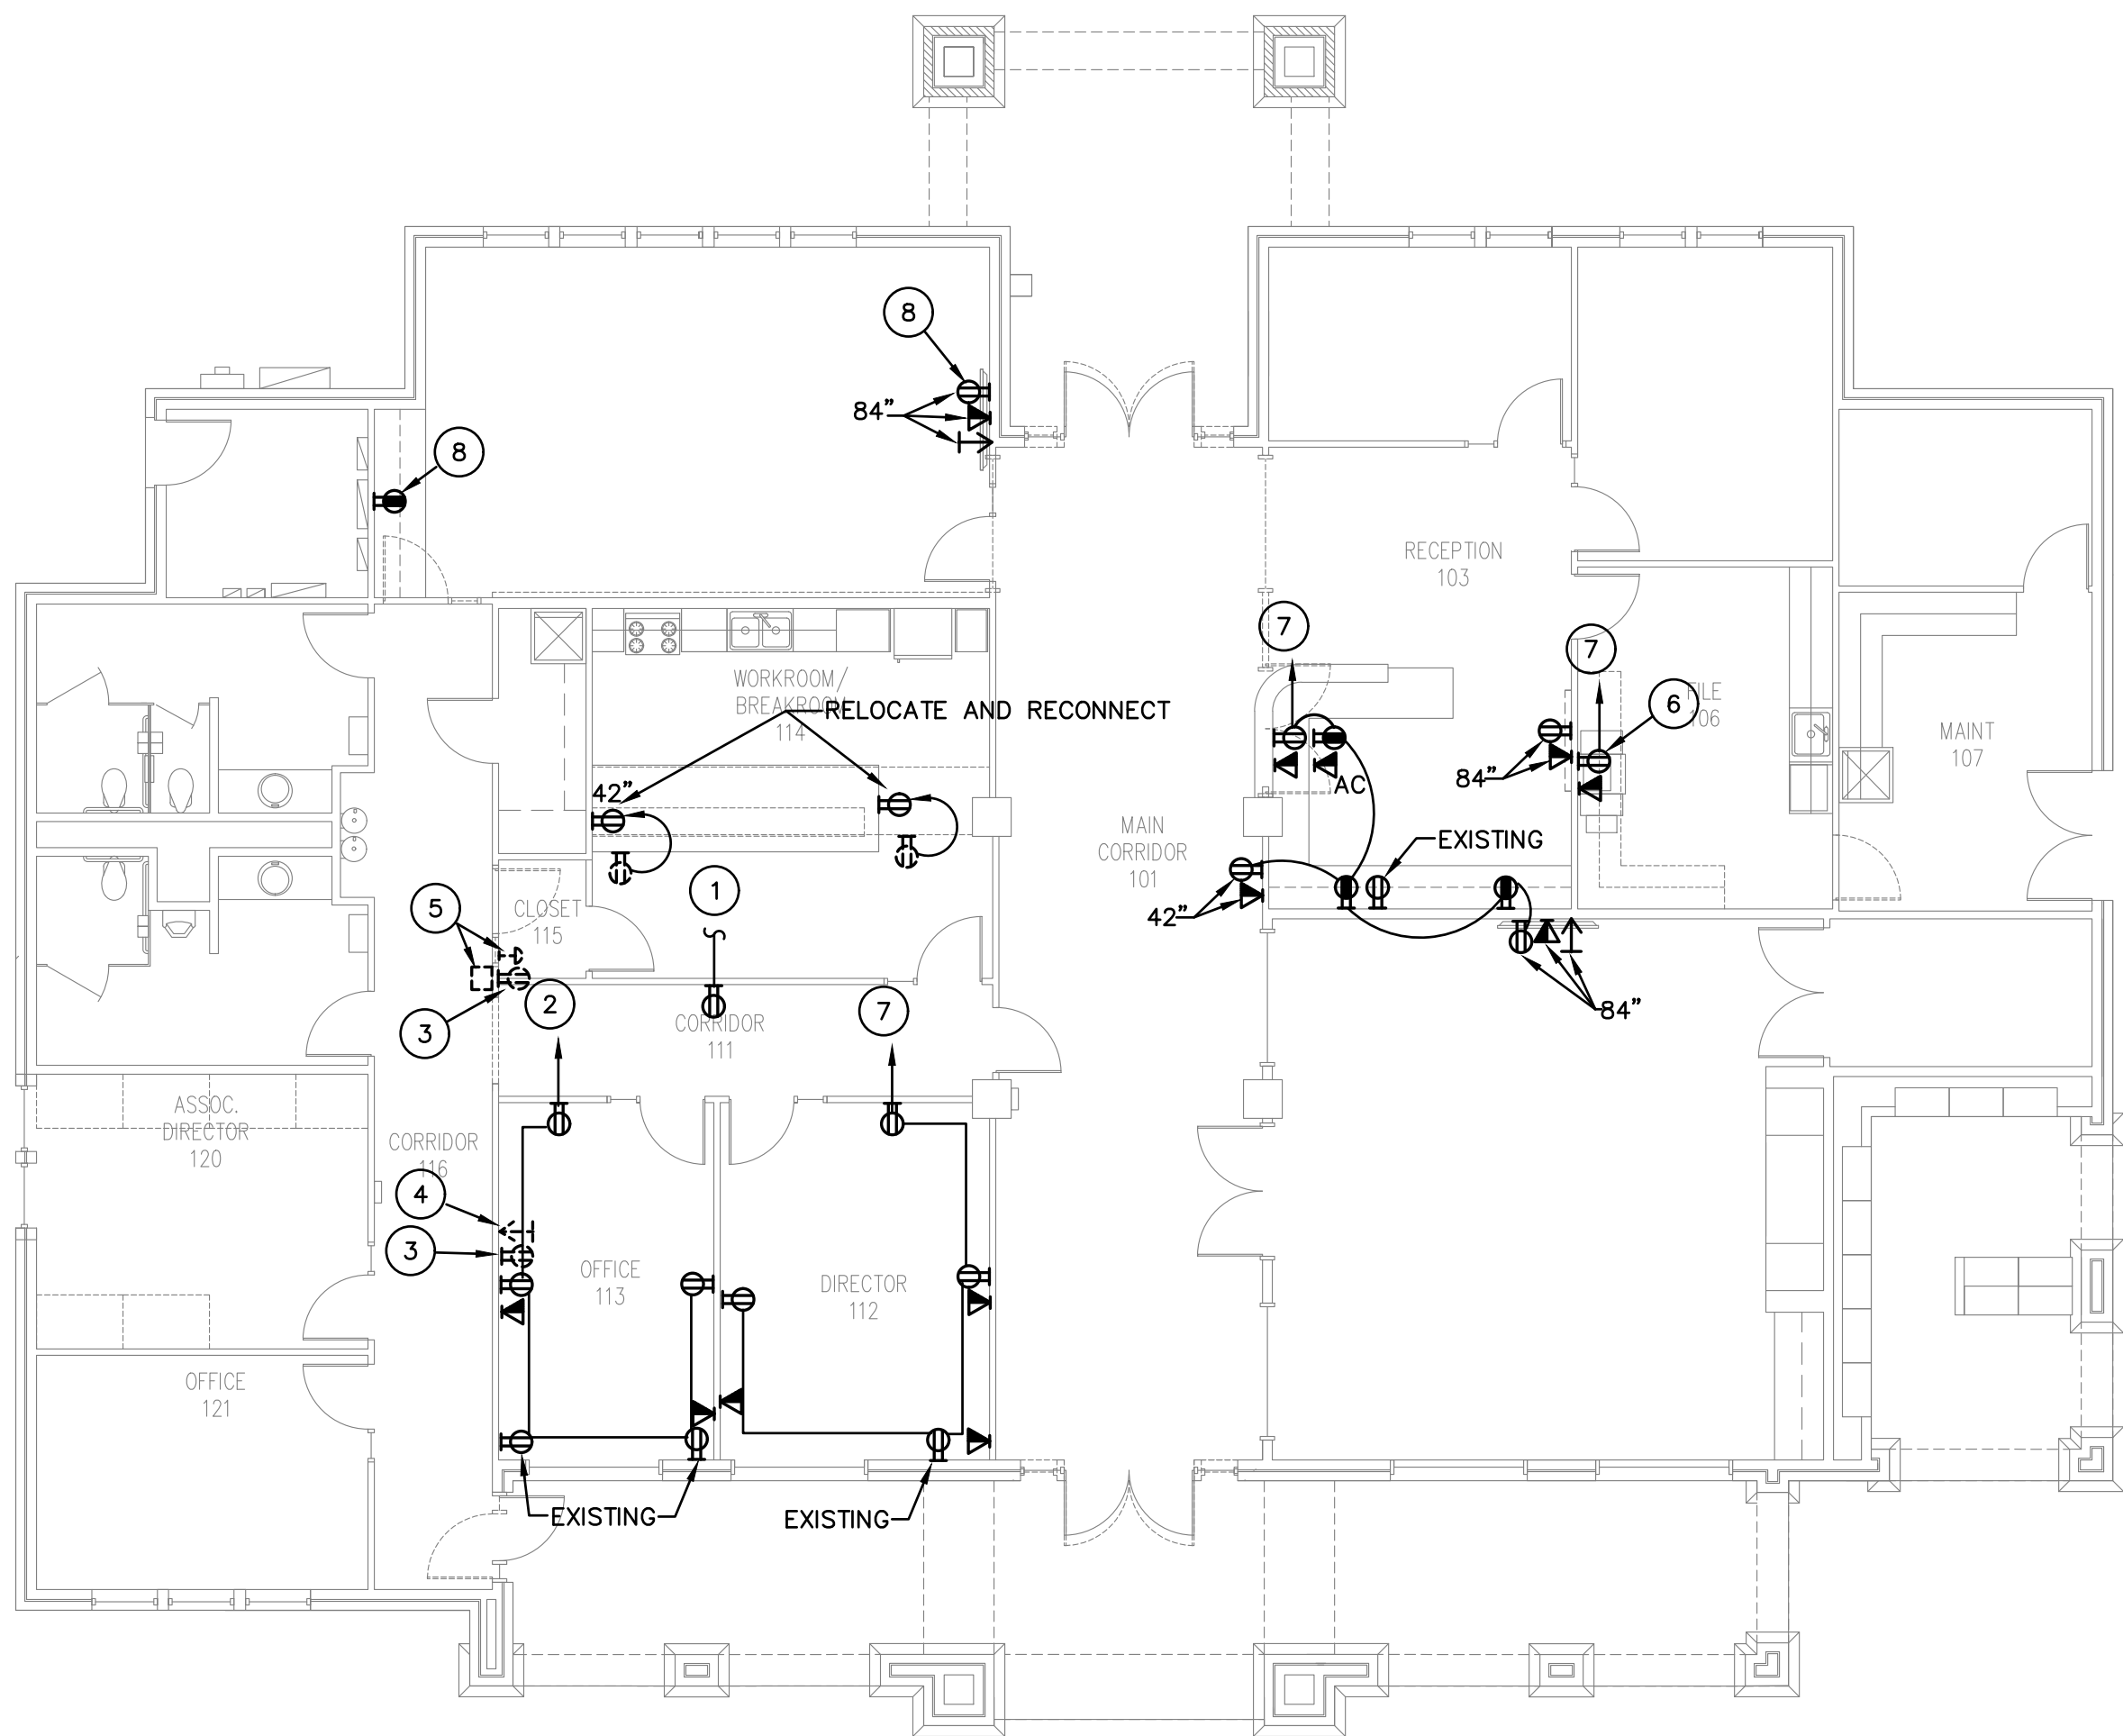 8
84”
8
RECEPTION
103
7
7
WORKROOM/
BREAKROOM
114
RELOCATE AND RECONNECT
FILE
106
6
MAINT
107
84”
AC
42”
MAIN
CORRIDOR
101
EXISTING
1
5
CLOSET
115
42”
3
2
7
84”
CORRIDOR
111
ASSOC.
DIRECTOR
120
CORRIDOR
116
4
3
OFFICE
113
DIRECTOR
112
OFFICE
121
EXISTING
EXISTING